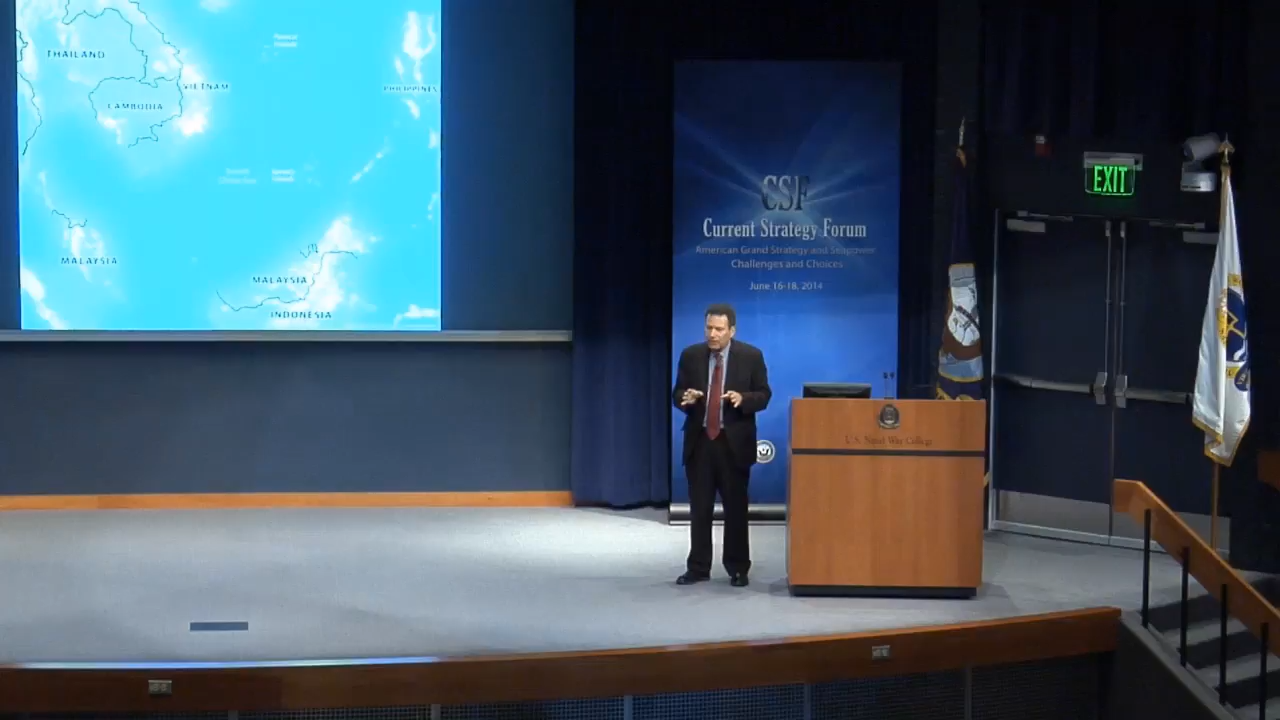 THAILAND
VIETNAM
CAMBODIA
PHILIPPINES
MALAYSIA
MALAYSIA
INDONESIA
CSF
Current Strategy Forum
American Grand Strategy and Seapower
Challenges and Choices
June 16-18, 2014
EXIT
U.S. Naval War College